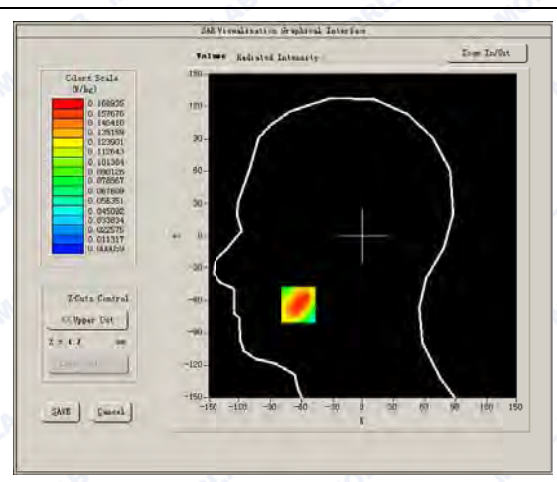 SAR Visualisation Graphical Interface
Volume Radiated Intensity
Zoom In/Out
Colors Scale
(W/kg)
0.168935
0.157676
0.146418
0.135159
0.123901
0.112643
0.101384
0.090126
0.078867
0.067609
0.056351
0.045092
0.033834
0.022575
0.011317
Z-Cuts Control
<<Upper Cut
mm
SAVE
Cancel
150
120
90
60
30
0
-30
-60
-90
-120
-150
-150 -120 -90 -60 -30 0 30 60 90 120 150
X